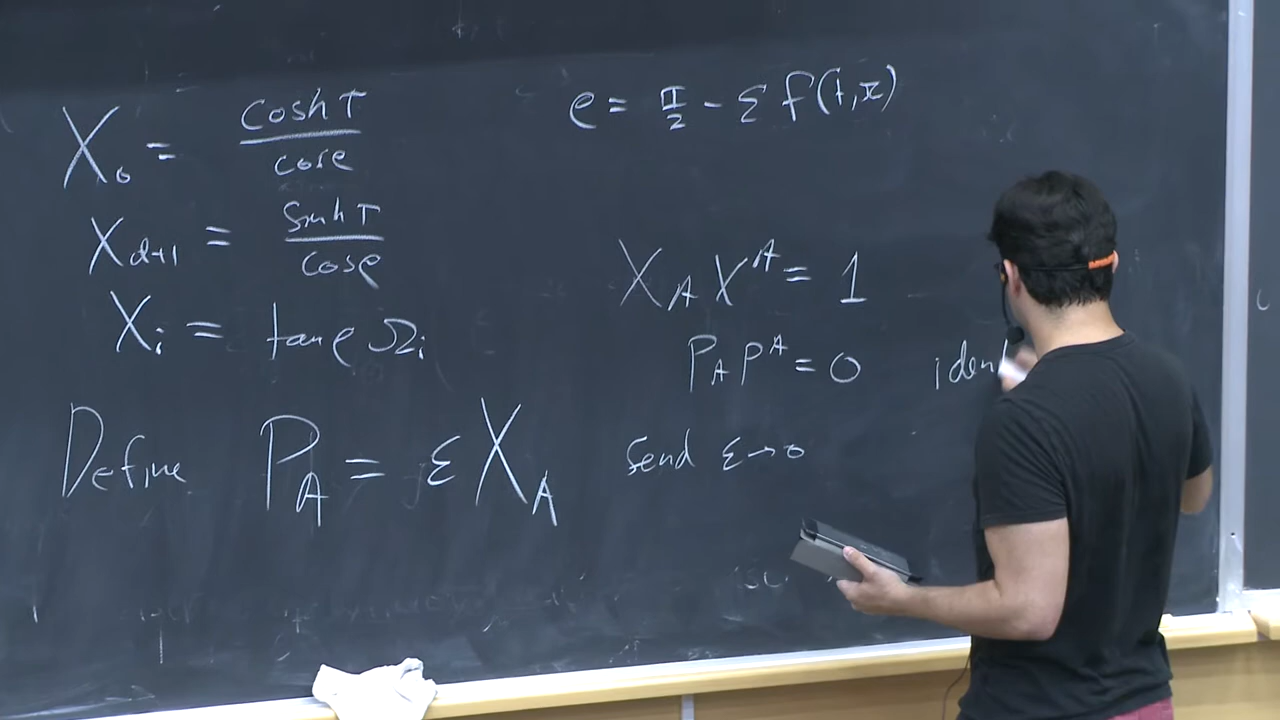 X₀ = cosh τ / cos ρ
X_{d+1} = sinh τ / cos ρ
X_i = tan ρ Ω_i
Define P_A = ε X_A
ρ = π/2 - ε f(t,x)
X_A X^A = 1
P_A P^A = 0 ident
Send ε→0